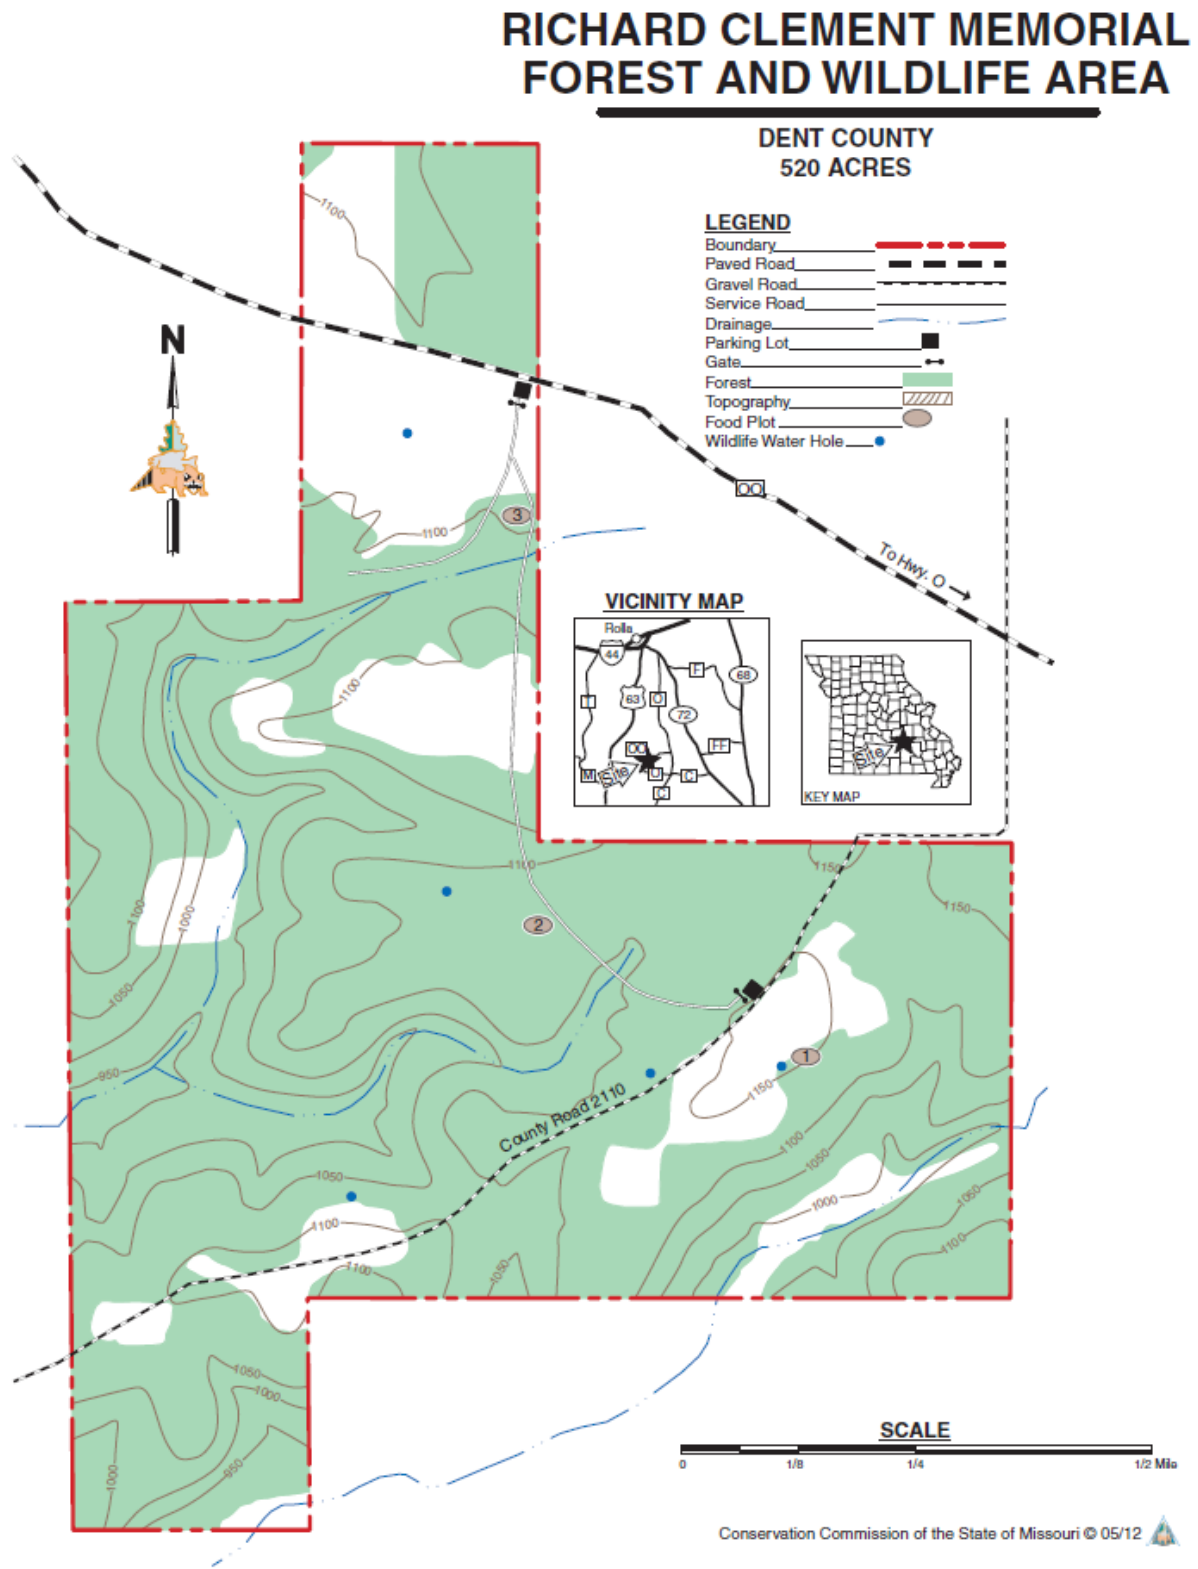 RICHARD CLEMENT MEMORIAL
FOREST AND WILDLIFE AREA
DENT COUNTY
520 ACRES
LEGEND
Boundary
Paved Road
Gravel Road
Service Road
Drainage
Parking Lot
Gate
Forest
Topography
Food Plot
Wildlife Water Hole
N
1100
OO
3
1100
To Hwy. O
VICINITY MAP
Rolla
44
F
68
T
63
O
72
OO
FF
M
Site
O
C
C
Site
KEY MAP
1100
1100
1150
1150
1100
1000
2
1050
950
1
1150
County Road 2110
1100
1050
1050
1000
1050
1100
1100
1100
1050
1050
1000
1000
950
SCALE
0 1/8 1/4 1/2 Mile
Conservation Commission of the State of Missouri © 05/12